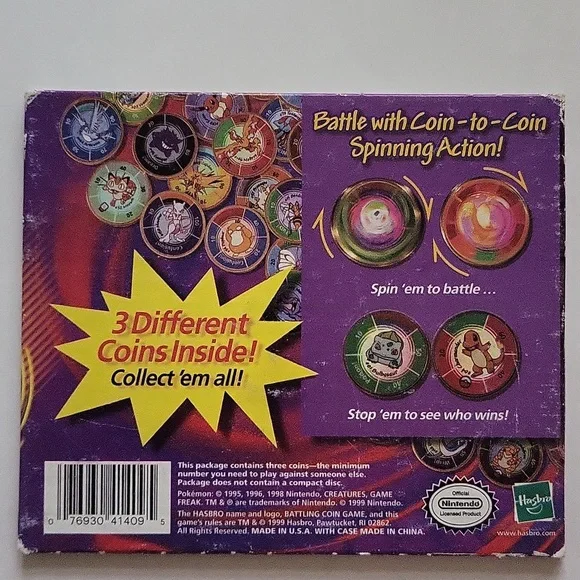 Battle with Coin-to-Coin
Spinning Action!
Spin 'em to battle ...
Stop 'em to see who wins!
3 Different
Coins Inside!
Collect 'em all!
This package contains three coins—the minimum
number you need to play against someone else.
Package does not contain a compact disc.
Pokémon: © 1995, 1996, 1998 Nintendo, CREATURES, GAME
FREAK. TM & ® are trademarks of Nintendo. © 1999 Nintendo.
The HASBRO name and logo, BATTLING COIN GAME, and this
game's rules are TM & © 1999 Hasbro, Pawtucket, RI 02862.
All Rights Reserved. MADE IN U.S.A. WITH CASE MADE IN CHINA.
0 76930 41409 5
Official
Nintendo
Licensed Product
Hasbro
www.hasbro.com